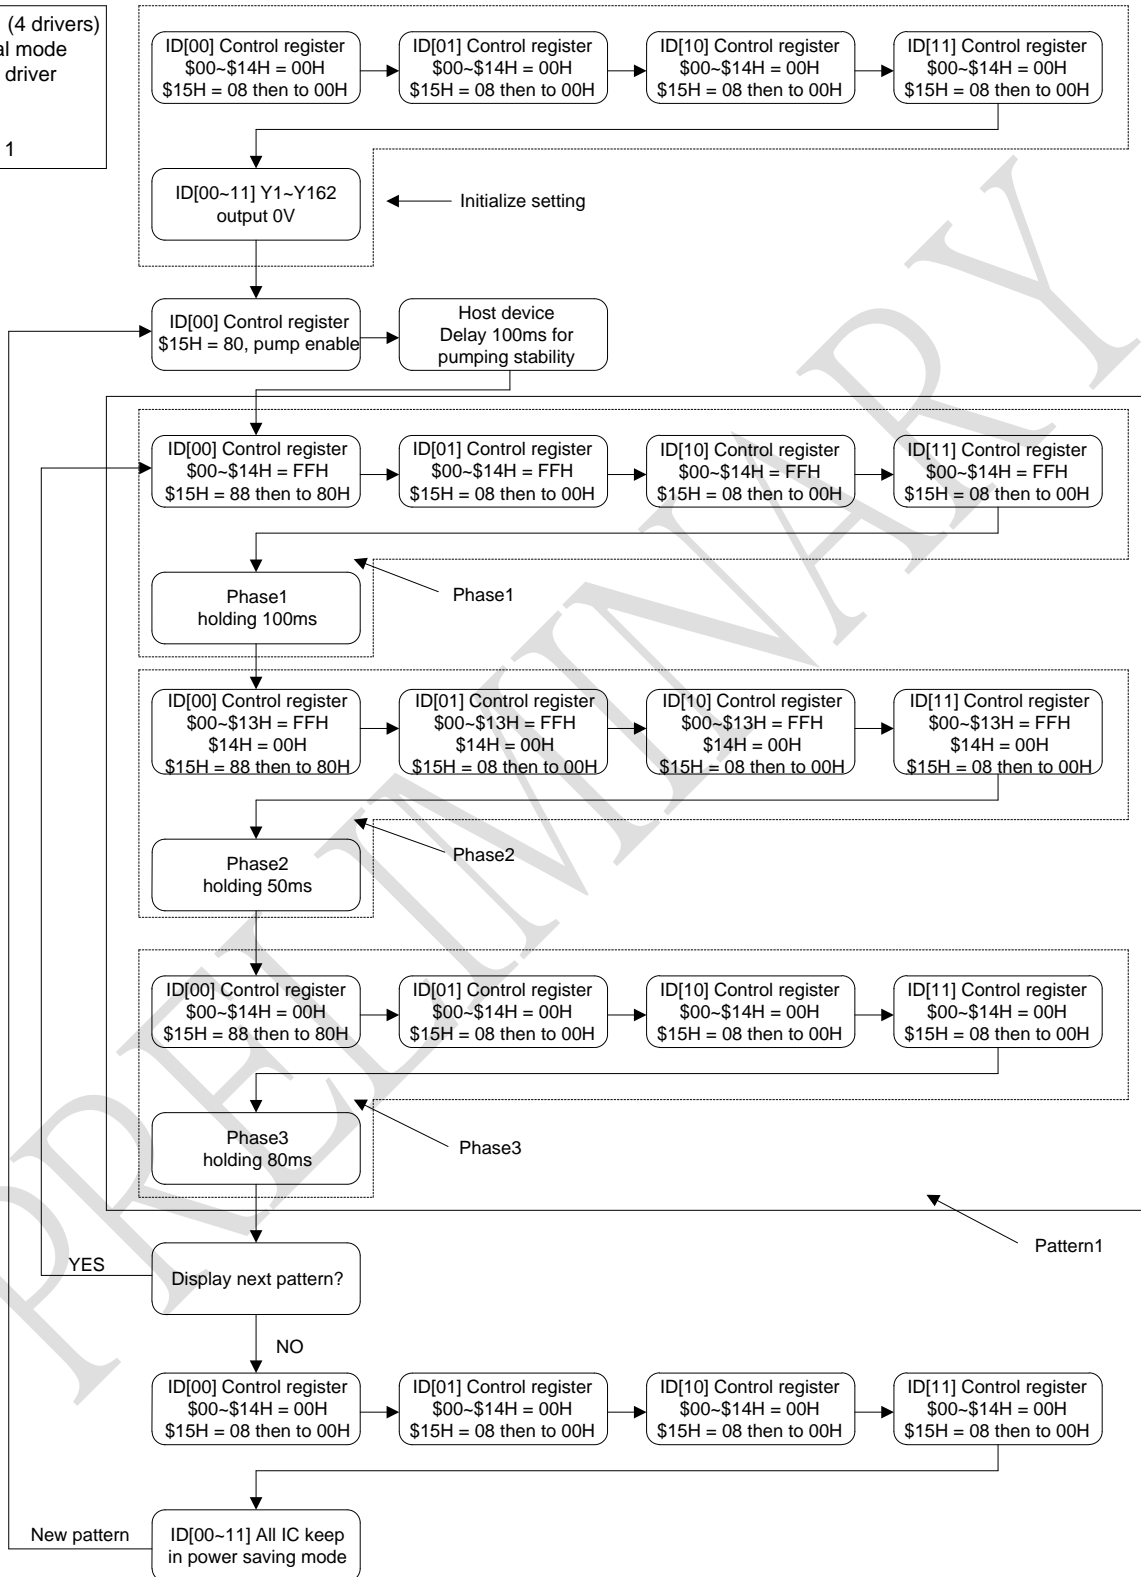 (4 drivers)
al mode
driver
1
ID[00] Control register
$00~$14H = 00H
$15H = 08 then to 00H
ID[01] Control register
$00~$14H = 00H
$15H = 08 then to 00H
ID[10] Control register
$00~$14H = 00H
$15H = 08 then to 00H
ID[11] Control register
$00~$14H = 00H
$15H = 08 then to 00H
ID[00~11] Y1~Y162
output 0V
Initialize setting
ID[00] Control register
$15H = 80, pump enable
Host device
Delay 100ms for
pumping stability
ID[00] Control register
$00~$14H = FFH
$15H = 88 then to 80H
ID[01] Control register
$00~$14H = FFH
$15H = 08 then to 00H
ID[10] Control register
$00~$14H = FFH
$15H = 08 then to 00H
ID[11] Control register
$00~$14H = FFH
$15H = 08 then to 00H
Phase1
holding 100ms
Phase1
ID[00] Control register
$00~$13H = FFH
$14H = 00H
$15H = 88 then to 80H
ID[01] Control register
$00~$13H = FFH
$14H = 00H
$15H = 08 then to 00H
ID[10] Control register
$00~$13H = FFH
$14H = 00H
$15H = 08 then to 00H
ID[11] Control register
$00~$13H = FFH
$14H = 00H
$15H = 08 then to 00H
Phase2
holding 50ms
Phase2
ID[00] Control register
$00~$14H = 00H
$15H = 88 then to 80H
ID[01] Control register
$00~$14H = 00H
$15H = 08 then to 00H
ID[10] Control register
$00~$14H = 00H
$15H = 08 then to 00H
ID[11] Control register
$00~$14H = 00H
$15H = 08 then to 00H
Phase3
holding 80ms
Phase3
Pattern1
YES
Display next pattern?
NO
ID[00] Control register
$00~$14H = 00H
$15H = 08 then to 00H
ID[01] Control register
$00~$14H = 00H
$15H = 08 then to 00H
ID[10] Control register
$00~$14H = 00H
$15H = 08 then to 00H
ID[11] Control register
$00~$14H = 00H
$15H = 08 then to 00H
New pattern
ID[00~11] All IC keep
in power saving mode
PRELIMINARY